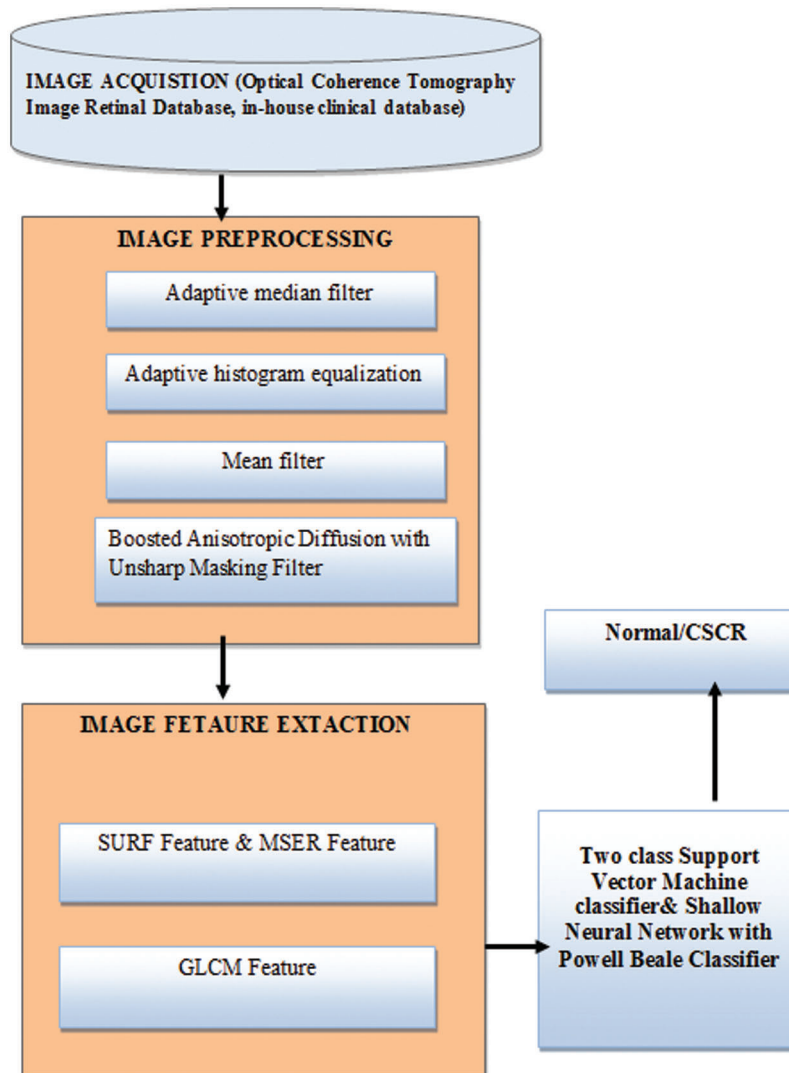 IMAGE ACQUISTION (Optical Coherence Tomography
Image Retinal Database, in-house clinical database)
IMAGE PREPROCESSING
Adaptive median filter
Adaptive histogram equalization
Mean filter
Boosted Anisotropic Diffusion with
Unsharp Masking Filter
IMAGE FETAURE EXTACTION
SURF Feature & MSER Feature
GLCM Feature
Two class Support
Vector Machine
classifier& Shallow
Neural Network with
Powell Beale Classifier
Normal/CSCR